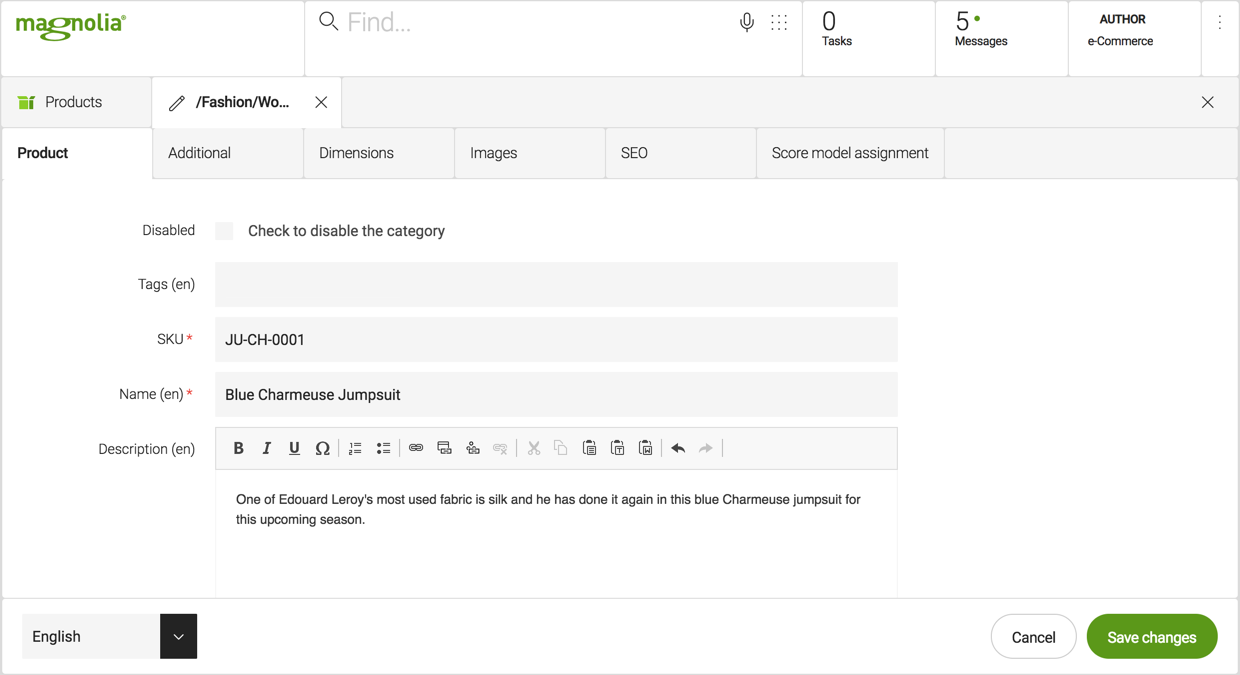 magnolia®
Find...
0
Tasks
5
Messages
AUTHOR
e-Commerce
Products
/Fashion/Wo...
Product
Additional
Dimensions
Images
SEO
Score model assignment
Disabled
Check to disable the category
Tags (en)
SKU *
JU-CH-0001
Name (en) *
Blue Charmeuse Jumpsuit
Description (en)
B I U Ω
One of Edouard Leroy's most used fabric is silk and he has done it again in this blue Charmeuse jumpsuit for
this upcoming season.
English
Cancel
Save changes